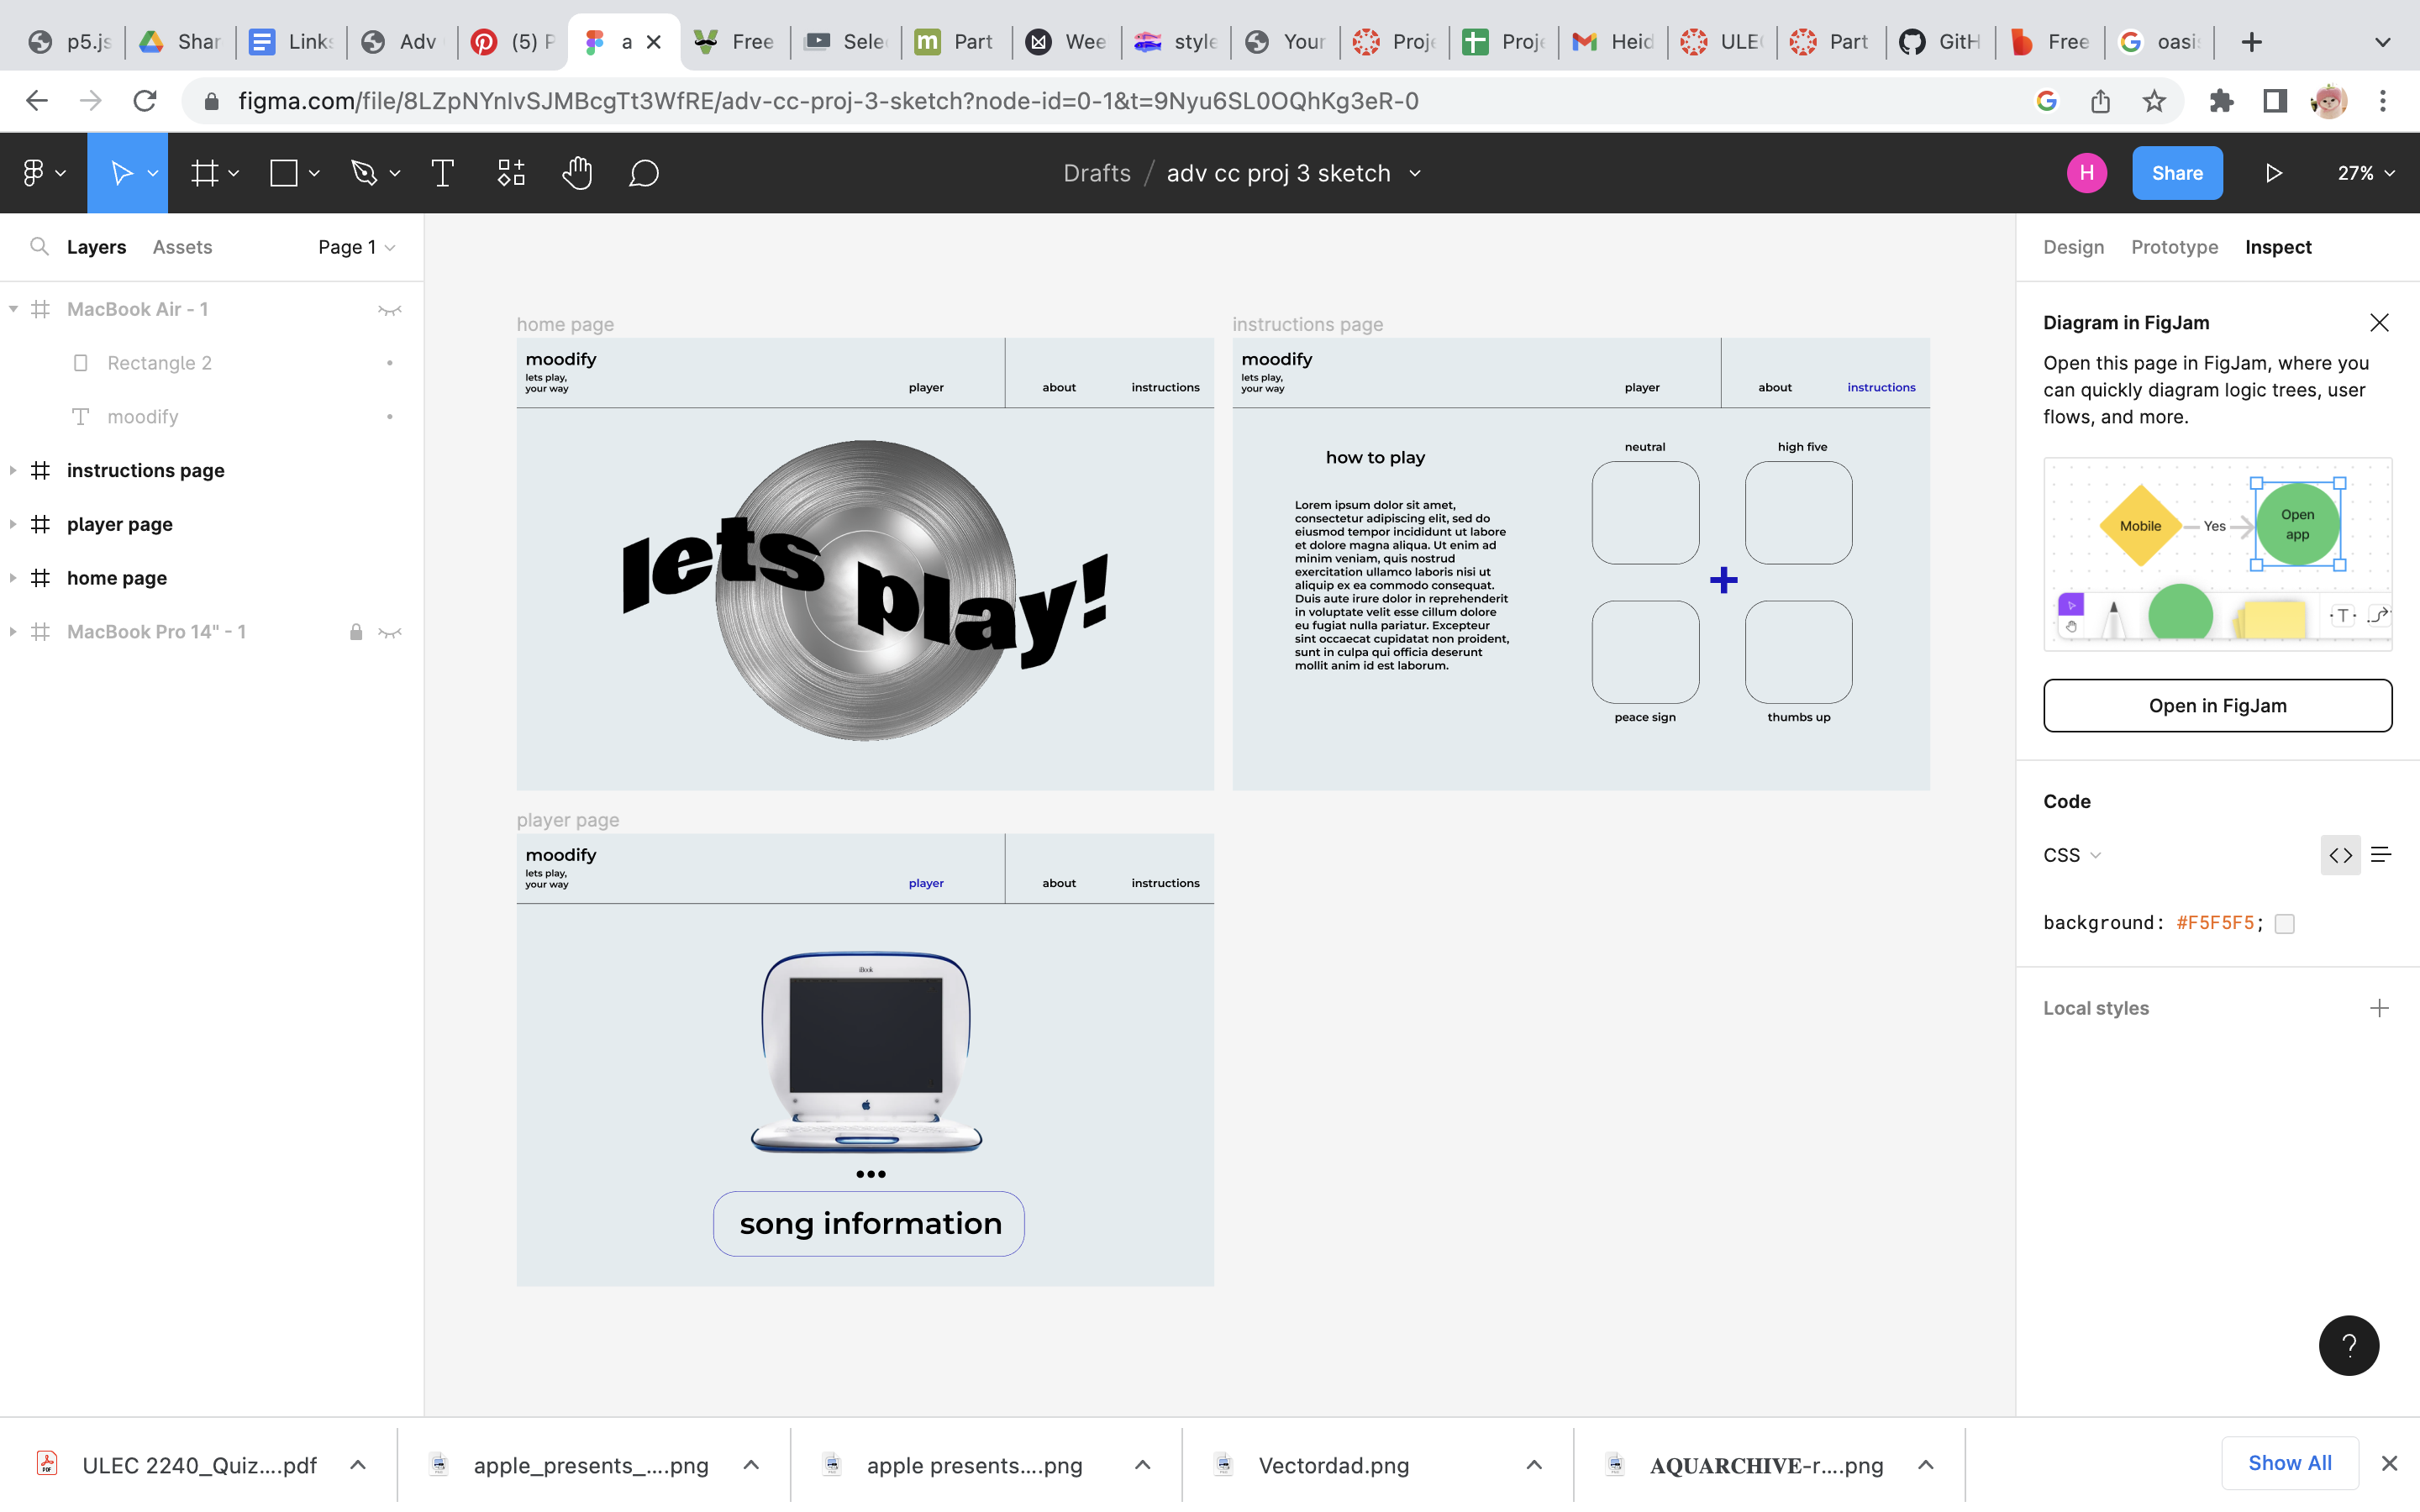 p5.js
Shar
Links
Adv
(5) P
a
Free
Sele
Part
Wee
style
Your
Proje
Proje
Heid
ULEC
Part
GitH
Free
oasis
figma.com/file/8LZpNYnIvSJMBcgTt3WfRE/adv-cc-proj-3-sketch?node-id=0-1&t=9Nyu6SL0OQhKg3eR-0
Drafts / adv cc proj 3 sketch
H
Share
27%
Layers
Assets
Page 1
MacBook Air - 1
Rectangle 2
moodify
instructions page
player page
home page
MacBook Pro 14" - 1
home page
moodify
lets play,
your way
player
about
instructions
lets play!
instructions page
moodify
lets play,
your way
player
about
instructions
how to play
Lorem ipsum dolor sit amet,
consectetur adipiscing elit, sed do
eiusmod tempor incididunt ut labore
et dolore magna aliqua. Ut enim ad
minim veniam, quis nostrud
exercitation ullamco laboris nisi ut
aliquip ex ea commodo consequat.
Duis aute irure dolor in reprehenderit
in voluptate velit esse cillum dolore
eu fugiat nulla pariatur. Excepteur
sint occaecat cupidatat non proident,
sunt in culpa qui officia deserunt
mollit anim id est laborum.
neutral
high five
peace sign
thumbs up
player page
moodify
lets play,
your way
player
about
instructions
iBook
song information
Design
Prototype
Inspect
Diagram in FigJam
Open this page in FigJam, where you
can quickly diagram logic trees, user
flows, and more.
Mobile
Yes
Open
app
T
Open in FigJam
Code
CSS
background: #F5F5F5;
Local styles
?
ULEC 2240_Quiz....pdf
apple_presents_....png
apple presents....png
Vectordad.png
AQUARCHIVE-r....png
Show All